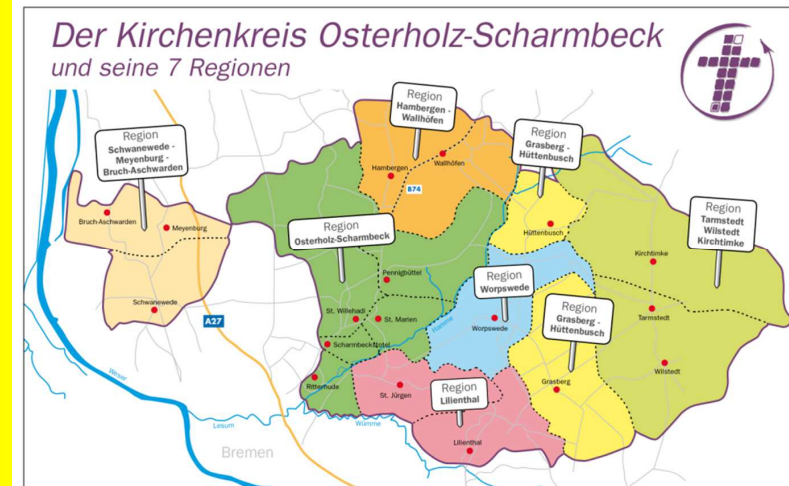 Der Kirchenkreis Osterholz-Scharmbeck
und seine 7 Regionen
Region
Hambergen -
Wallhöfen
Region
Schwanewede -
Meyenburg -
Bruch-Aschwarden
Region
Grasberg-
Hüttenbusch
Region
Tarmstedt
Wilstedt
Kirchtimke
Region
Osterholz-Scharmbeck
Region
Worpswede
Region
Grasberg -
Hüttenbusch
Region
Lilienthal
Hambergen
Wallhöfen
B74
Bruch-Aschwarden
Meyenburg
Hüttenbusch
Kirchtimke
Pennigbüttel
Schwanewede
St. Willehadi
St. Marien
Hamme
Worpswede
Tarmstedt
A27
Scharmbeckstotel
Wilstedt
Weser
Ritterhude
St. Jürgen
Grasberg
Lesum
Wümme
Lilienthal
Bremen